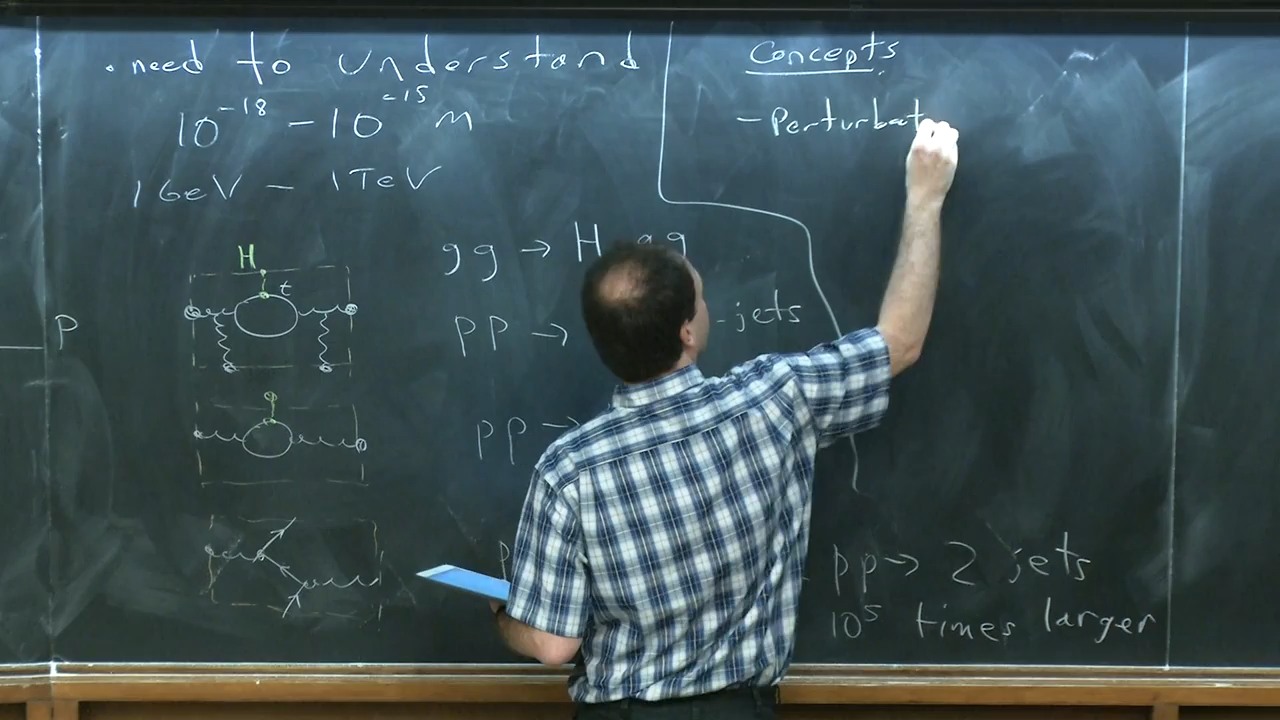 . need to understand
10^-18 - 10^-15 m
1 GeV - 1 TeV
gg → H gg
H
t
P
pp → - jets
pp →
Concepts
- Perturbat
pp → 2 jets
10^5 times larger